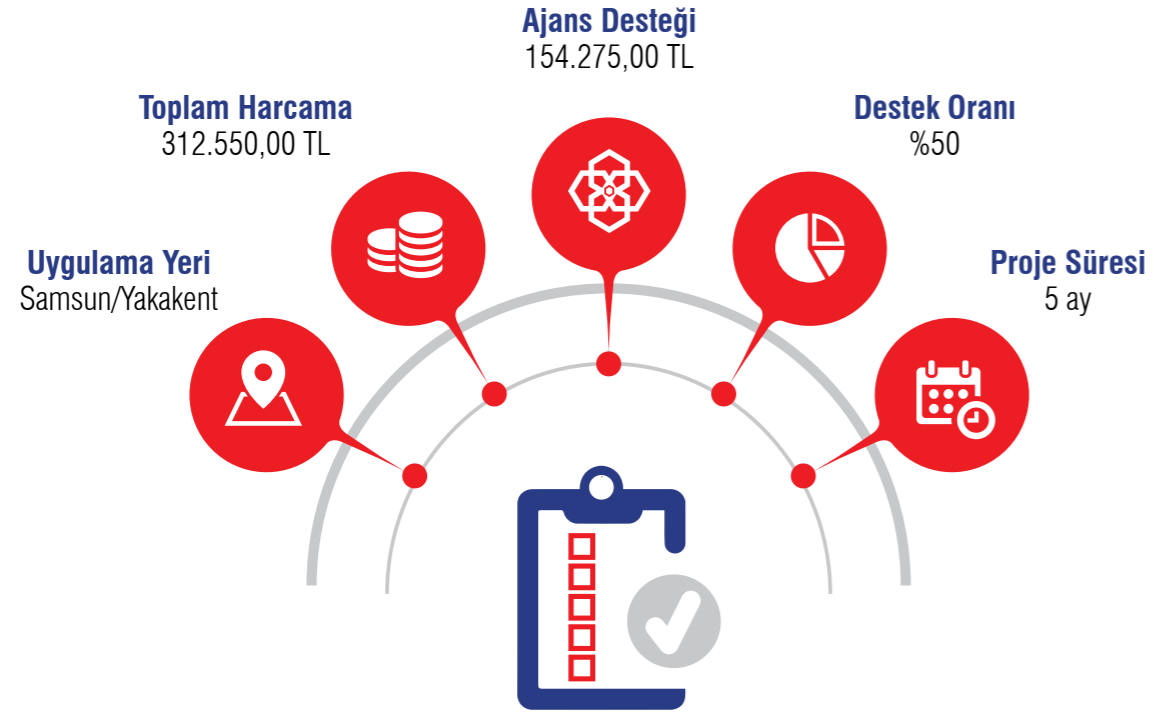 Ajans Desteği
154.275,00 TL
Toplam Harcama
312.550,00 TL
Destek Oranı
%50
Uygulama Yeri
Samsun/Yakakent
Proje Süresi
5 ay